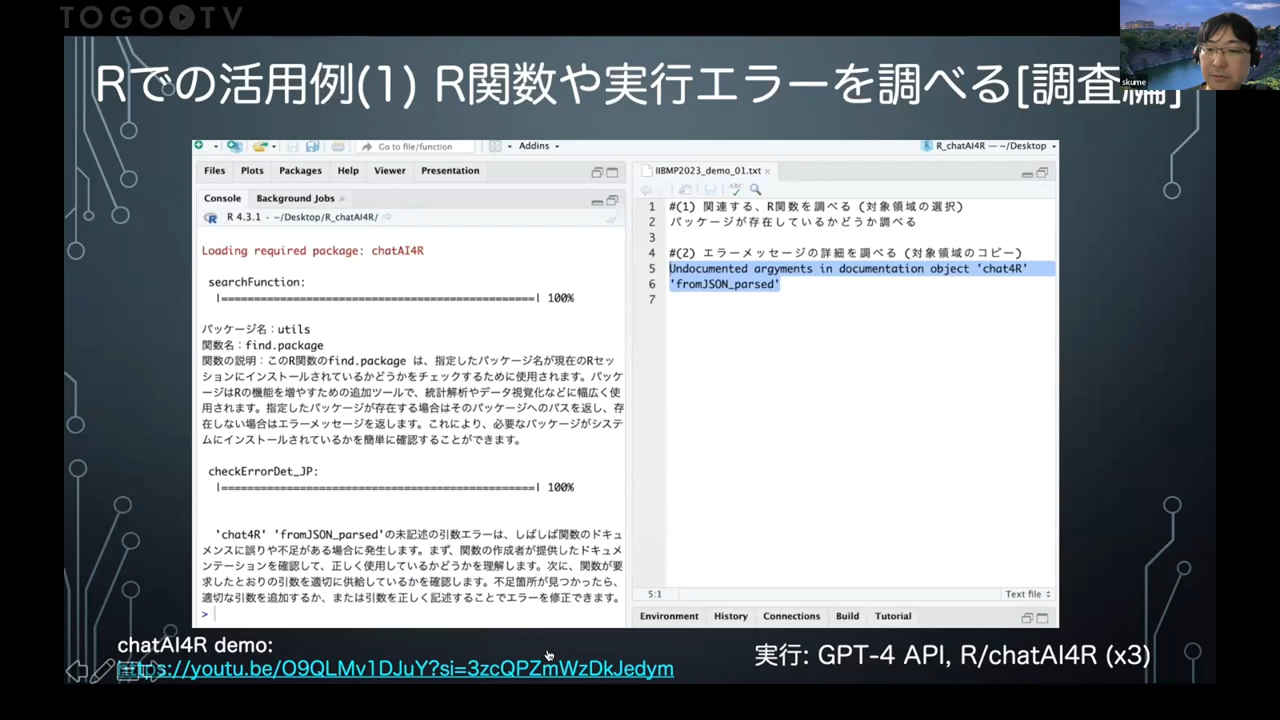 TOGO TV
skume
Rでの活用例(1) R関数や実行エラーを調べる[調査編]
Go to file/function
Addins
R_chatAI4R — ~/Desktop
Files Plots Packages Help Viewer Presentation
Console Background Jobs
R 4.3.1 · ~/Desktop/R_chatAI4R/
Loading required package: chatAI4R
searchFunction:
|==================================================| 100%
パッケージ名：utils
関数名：find.package
関数の説明：このR関数のfind.package は、指定したパッケージ名が現在のRセッ
ションにインストールされているかどうかをチェックするために使用されます。パッケ
ージはRの機能を増やすための追加ツールで、統計解析やデータ視覚化などに幅広く使
用されます。指定したパッケージが存在する場合はそのパッケージへのパスを返し、存
在しない場合はエラーメッセージを返します。これにより、必要なパッケージがシステ
ムにインストールされているかを簡単に確認することができます。
checkErrorDet_JP:
|==================================================| 100%
'chat4R' 'fromJSON_parsed'の未記述の引数エラーは、しばしば関数のドキュ
メンスに誤りや不足がある場合に発生します。まず、関数の作成者が提供したドキュメ
ンテーションを確認して、正しく使用しているかどうかを理解します。次に、関数が要
求したとおりの引数を適切に供給しているかを確認します。不足箇所が見つかったら、
適切な引数を追加するか、または引数を正しく記述することでエラーを修正できます。
>
IIBMP2023_demo_01.txt
ABC
1 #(1) 関連する、R関数を調べる (対象領域の選択)
2 パッケージが存在しているかどうか調べる
3
4 #(2) エラーメッセージの詳細を調べる (対象領域のコピー)
5 Undocumented argyments in documentation object 'chat4R'
6 'fromJSON_parsed'
7
5:1 Text file
Environment History Connections Build Tutorial
chatAI4R demo:
https://youtu.be/O9QLMv1DJuY?si=3zcQPZmWzDkJedym
実行: GPT-4 API, R/chatAI4R (x3)